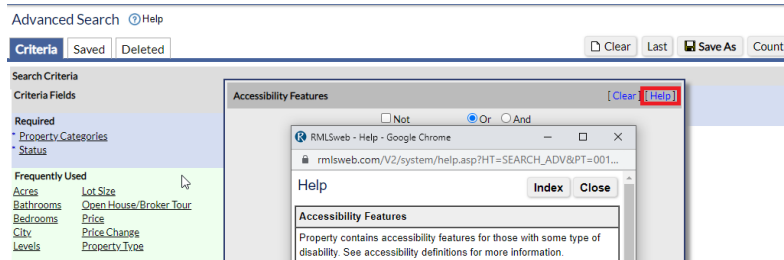 Advanced Search ? Help
Criteria Saved Deleted Clear Last Save As Count
Search Criteria
Criteria Fields
Accessibility Features [ Clear ] [ Help ]
Required
* Property Categories
* Status
Not Or And
RMLSweb - Help - Google Chrome
rmlsweb.com/V2/system/help.asp?HT=SEARCH_ADV&PT=001...
Help Index Close
Frequently Used
Acres Lot Size
Bathrooms Open House/Broker Tour
Bedrooms Price
City Price Change
Levels Property Type
Accessibility Features
Property contains accessibility features for those with some type of
disability. See accessibility definitions for more information.